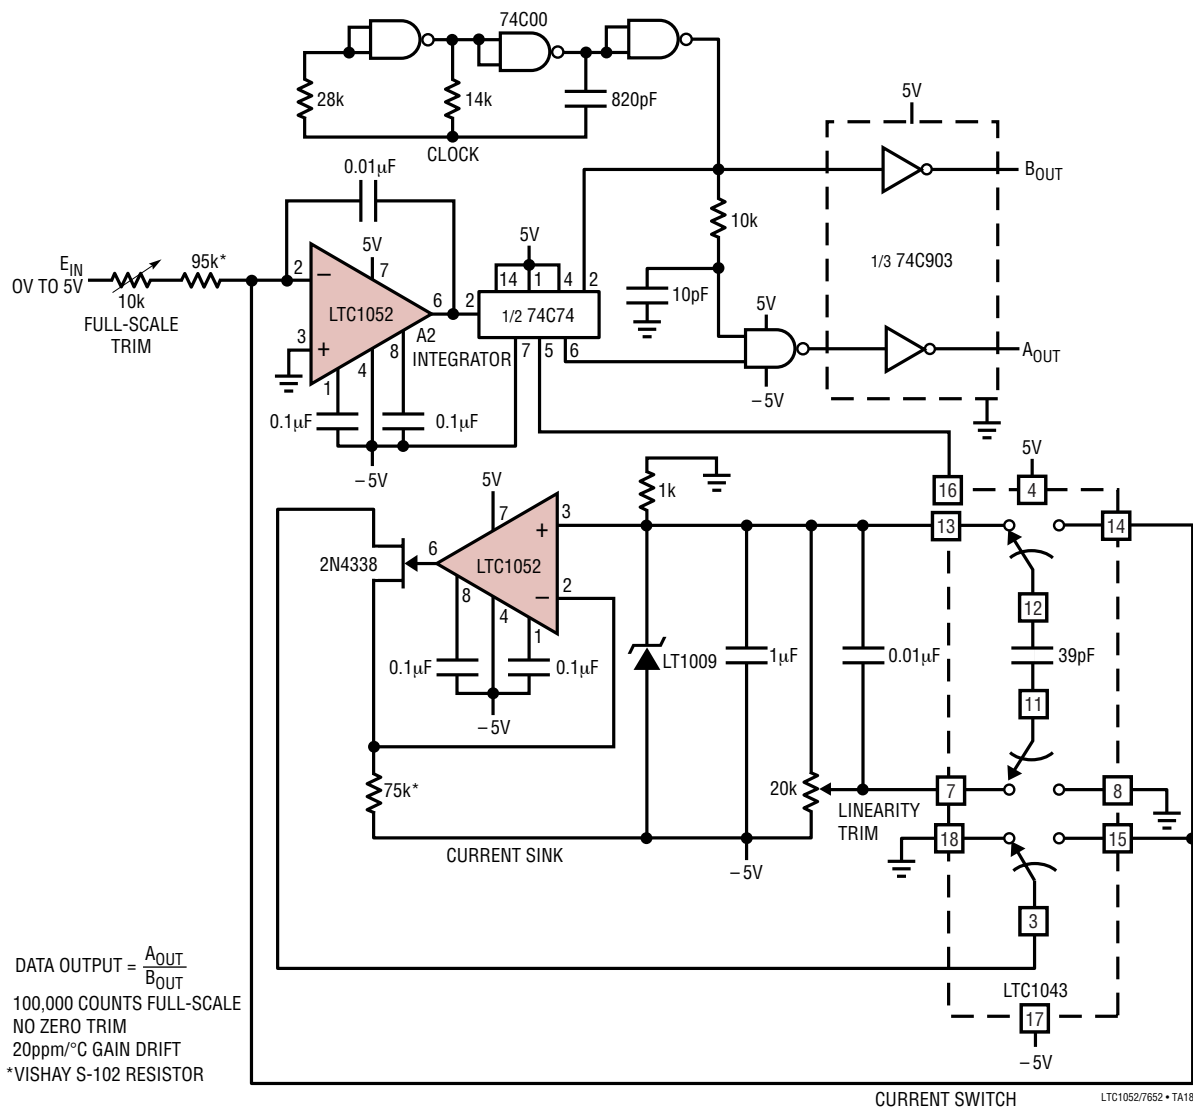 74C00
28k
14k
820pF
CLOCK
5V
BOUT
10k
1/3 74C903
10pF
5V
AOUT
–5V
0.01µF
EIN
0V TO 5V
10k
FULL-SCALE
TRIM
95k*
2
–
5V
7
LTC1052
6
3
+
A2
INTEGRATOR
1
4
8
0.1µF
0.1µF
–5V
5V
14
1
4
2
2
1/2 74C74
7
5
6
1k
5V
16
4
13
14
12
39pF
11
7
8
18
15
3
LTC1043
17
–5V
2N4338
5V
7
3
+
6
LTC1052
2
–
8
4
1
0.1µF
0.1µF
–5V
LT1009
1µF
0.01µF
20k
LINEARITY
TRIM
75k*
CURRENT SINK
–5V
DATA OUTPUT = AOUT
BOUT
100,000 COUNTS FULL-SCALE
NO ZERO TRIM
20ppm/°C GAIN DRIFT
*VISHAY S-102 RESISTOR
CURRENT SWITCH
LTC1052/7652 • TA18